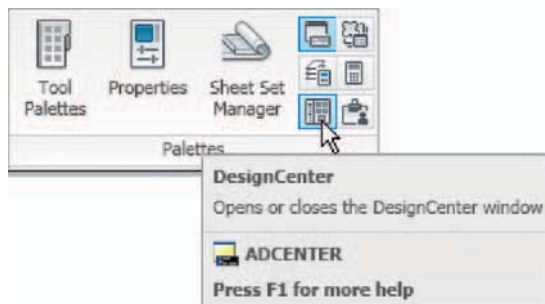 Tool
Palettes
Properties
Sheet Set
Manager
Palettes
DesignCenter
Opens or closes the DesignCenter window
ADCENTER
Press F1 for more help